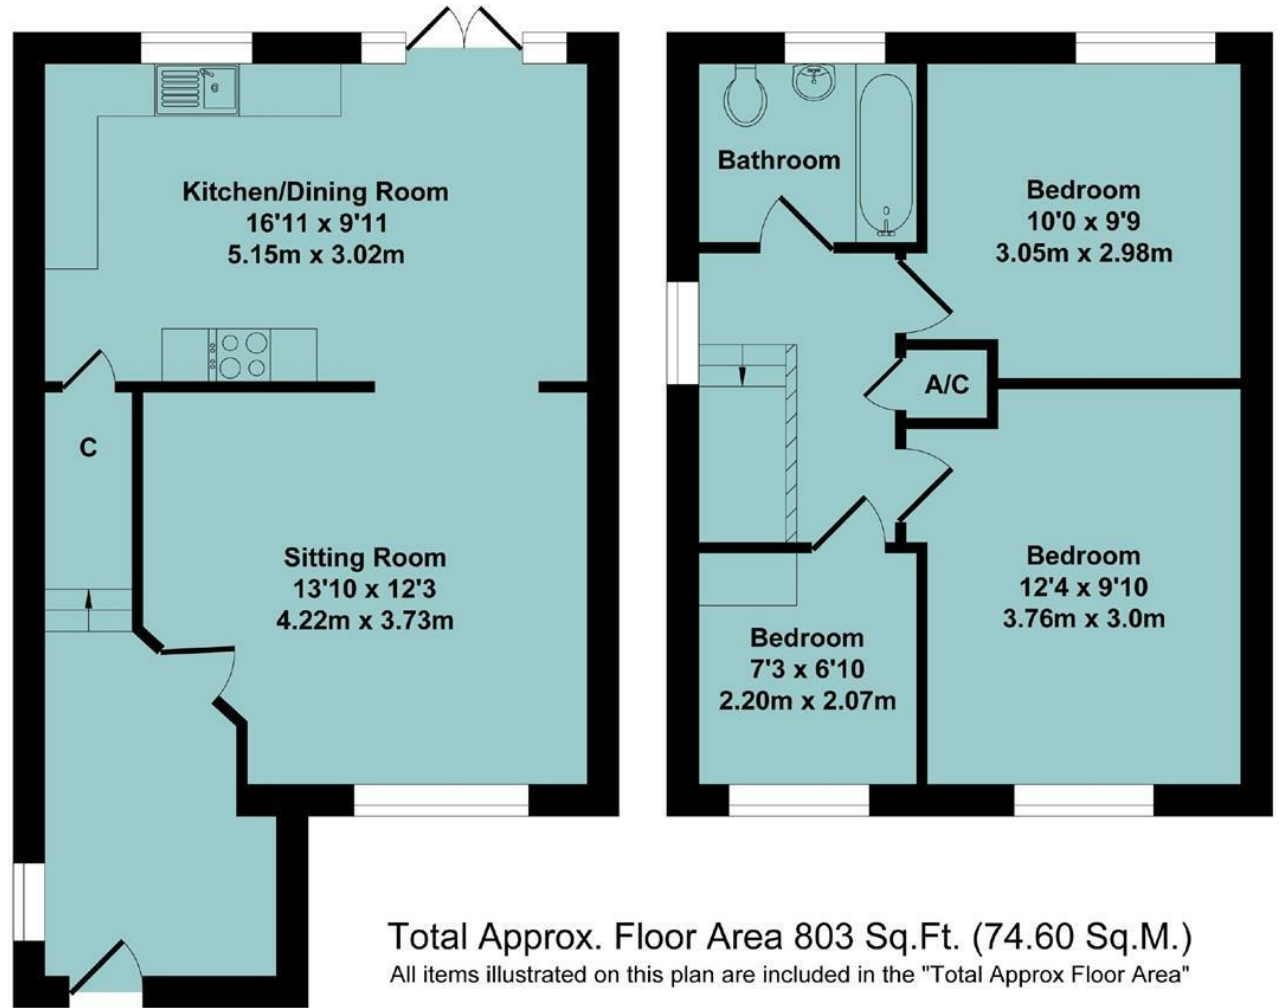 Kitchen/Dining Room
16'11 x 9'11
5.15m x 3.02m
C
Sitting Room
13'10 x 12'3
4.22m x 3.73m
Bathroom
Bedroom
10'0 x 9'9
3.05m x 2.98m
A/C
Bedroom
12'4 x 9'10
3.76m x 3.0m
Bedroom
7'3 x 6'10
2.20m x 2.07m
Total Approx. Floor Area 803 Sq.Ft. (74.60 Sq.M.)
All items illustrated on this plan are included in the "Total Approx Floor Area"